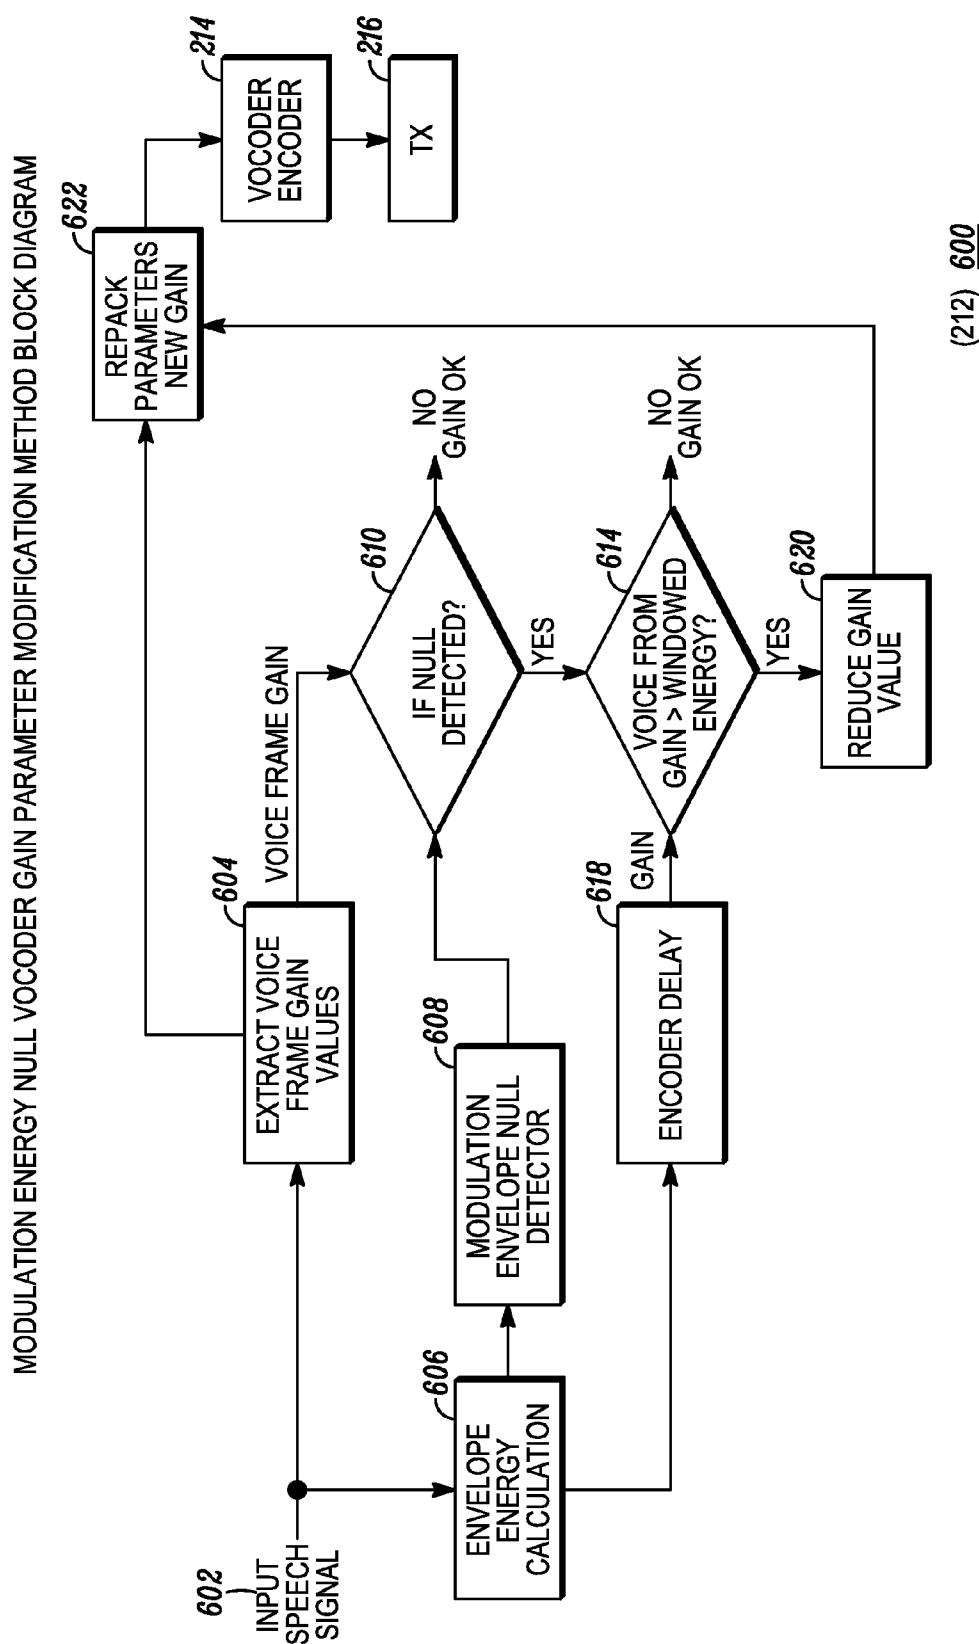 MODULATION ENERGY NULL VOCODER GAIN PARAMETER MODIFICATION METHOD BLOCK DIAGRAM
602
INPUT
SPEECH
SIGNAL
604
EXTRACT VOICE
FRAME GAIN
VALUES
VOICE FRAME GAIN
622
REPACK
PARAMETERS
NEW GAIN
214
VOCODER
ENCODER
216
TX
606
ENVELOPE
ENERGY
CALCULATION
608
MODULATION
ENVELOPE NULL
DETECTOR
610
IF NULL
DETECTED?
NO
GAIN OK
YES
618
ENCODER DELAY
GAIN
614
VOICE FROM
GAIN > WINDOWED
ENERGY?
NO
GAIN OK
YES
620
REDUCE GAIN
VALUE
(212) 600